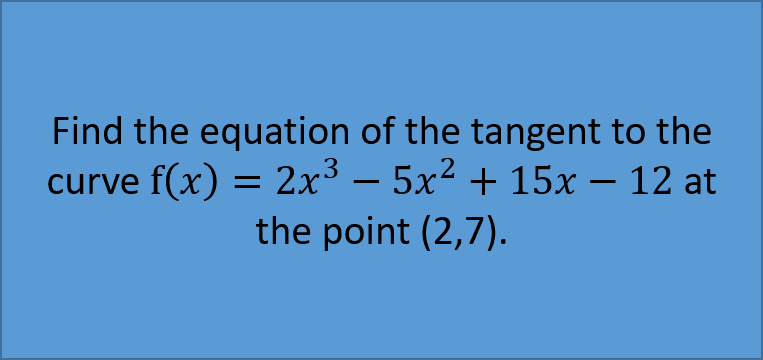 Find the equation of the tangent to the
curve f(x) = 2x³ − 5x² + 15x − 12 at
the point (2,7).